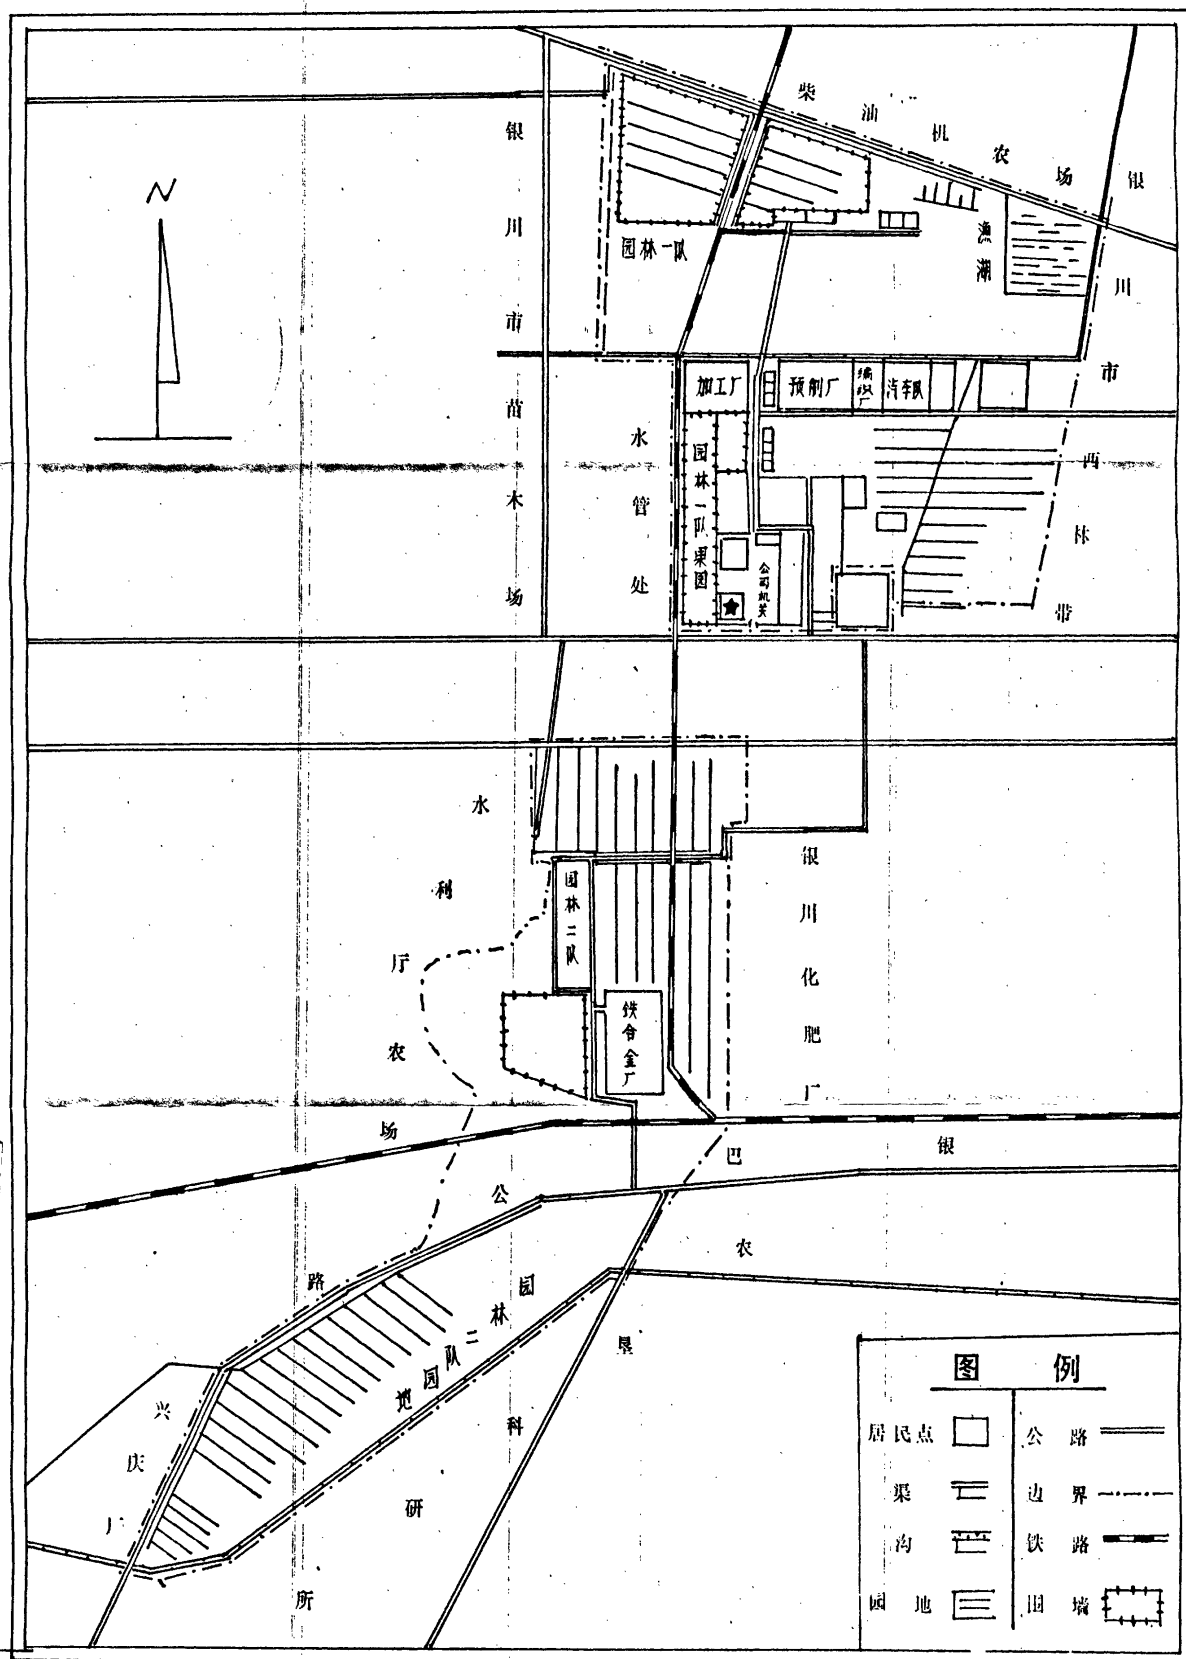 N
柴油机农场
银川市苗木场
银川市西林带
园林一队
渔湖
加工厂
预制厂
编织厂
汽车队
水管处
园林一队果园
公司机关
水利厅农场
园林二队
铁合金厂
银川化肥厂
银巴公路
园林二队园地
农垦科研所
兴庆厂
图 例
居民点
公路
渠
边界
沟
铁路
园地
围墙